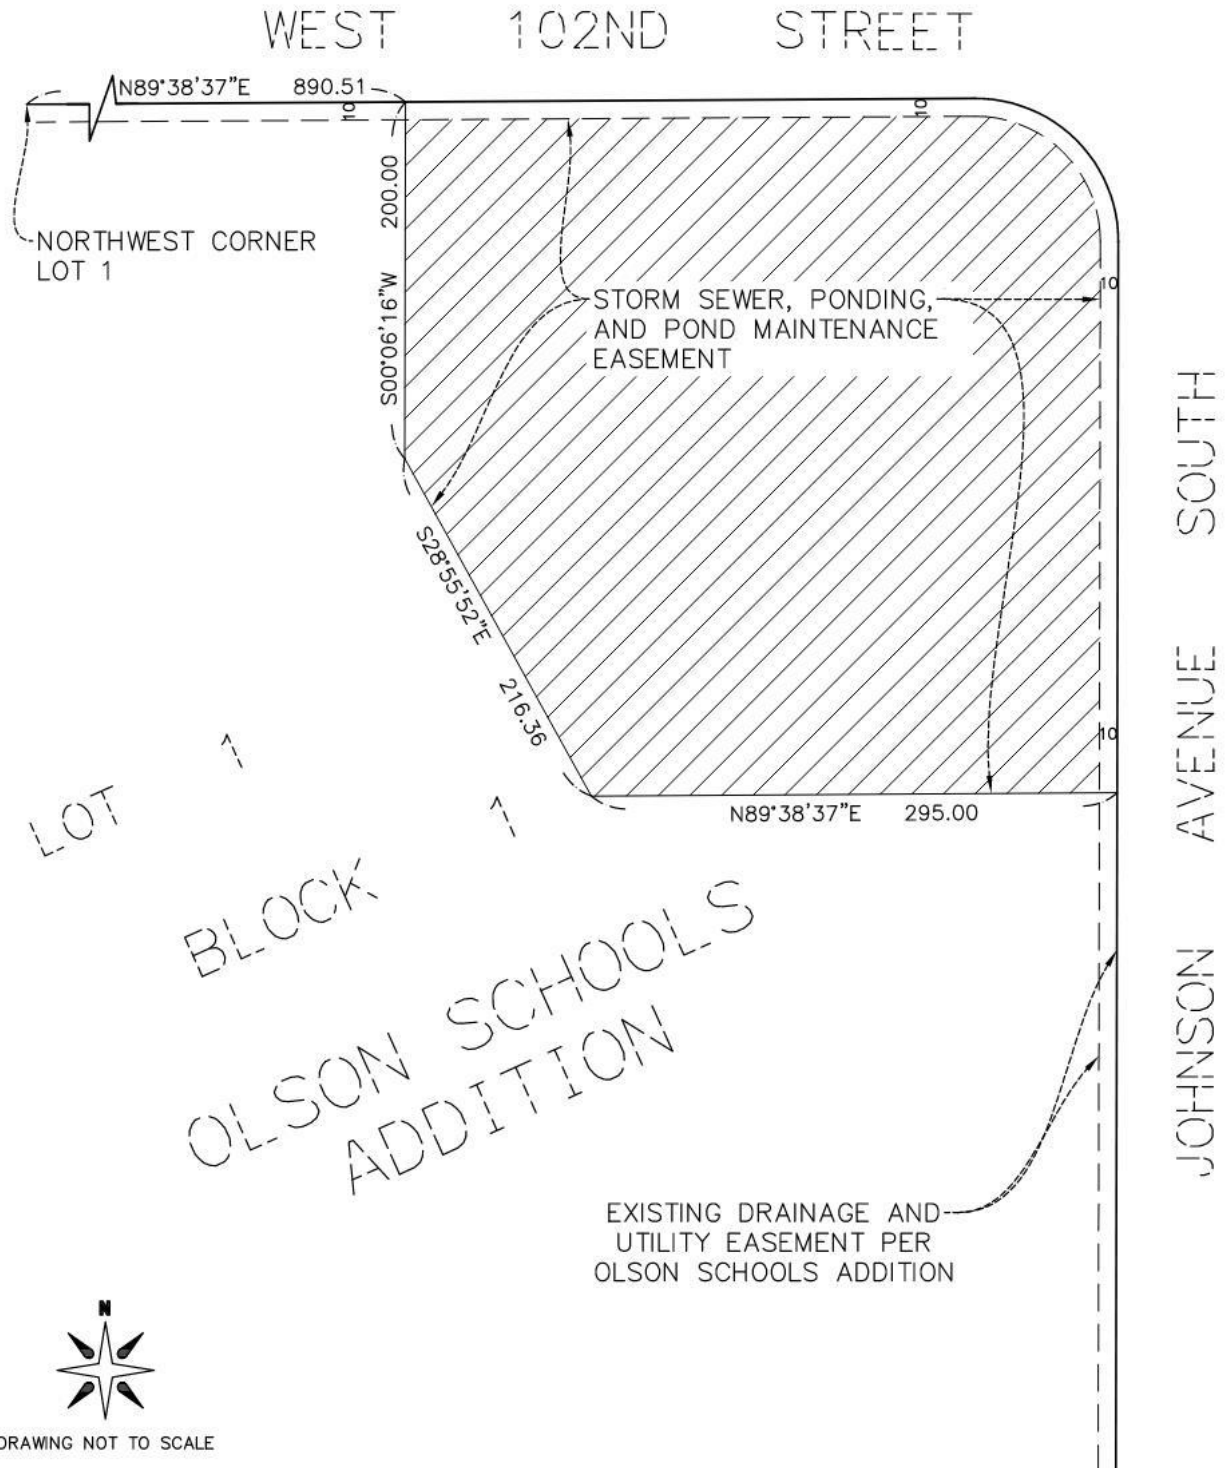 WEST 102ND STREET
N89°38'37"E 890.51
10
10
200.00
S00°06'16"W
NORTHWEST CORNER
LOT 1
10
STORM SEWER, PONDING,
AND POND MAINTENANCE
EASEMENT
S28°55'52"E
216.36
10
N89°38'37"E 295.00
LOT 1
BLOCK 1
OLSON SCHOOLS
ADDITION
JOHNSON AVENUE SOUTH
EXISTING DRAINAGE AND
UTILITY EASEMENT PER
OLSON SCHOOLS ADDITION
N
DRAWING NOT TO SCALE